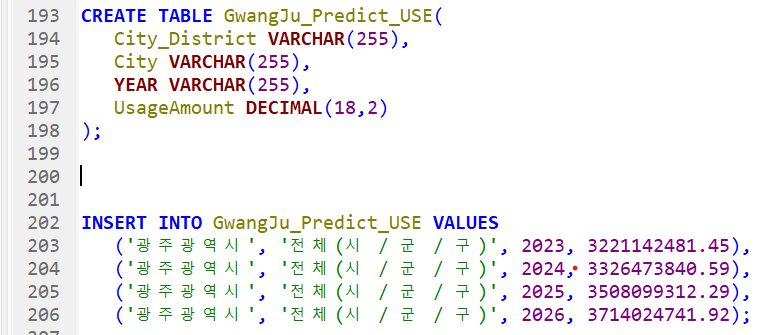 193 CREATE TABLE GwangJu_Predict_USE(
194 City_District VARCHAR(255),
195 City VARCHAR(255),
196 YEAR VARCHAR(255),
197 UsageAmount DECIMAL(18,2)
198 );
199
200
201
202 INSERT INTO GwangJu_Predict_USE VALUES
203 ('광주광역시', '전체(시 / 군 / 구)', 2023, 3221142481.45),
204 ('광주광역시', '전체(시 / 군 / 구)', 2024, 3326473840.59),
205 ('광주광역시', '전체(시 / 군 / 구)', 2025, 3508099312.29),
206 ('광주광역시', '전체(시 / 군 / 구)', 2026, 3714024741.92);